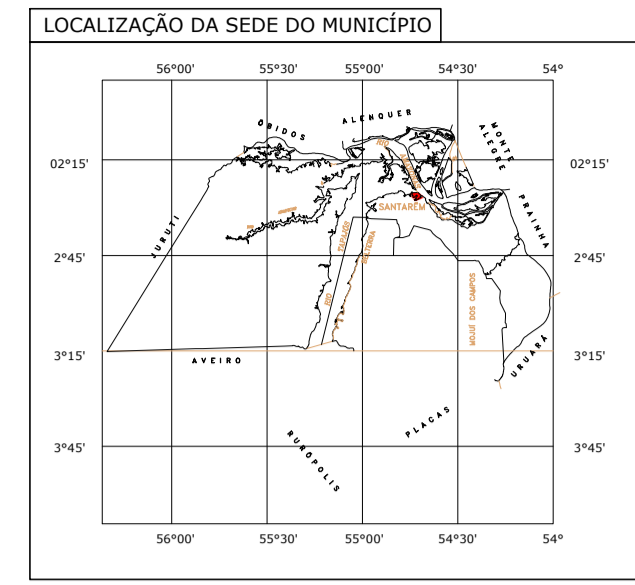 LOCALIZAÇÃO DA SEDE DO MUNICÍPIO
56°00' 55°30' 55°00' 54°30' 54°
ÓBIDOS
ALENQUER
MONTE
ALEGRE
RIO
02°15' 02°15'
SANTARÉM
PRAINHA
JURUTI
TAPAJÓS
BELTERRA
2°45' 2°45'
RIO
MOJUÍ DOS CAMPOS
URUARÁ
3°15' 3°15'
AVEIRO
PLACAS
RURÓPOLIS
3°45' 3°45'
56°00' 55°30' 55°00' 54°30' 54°